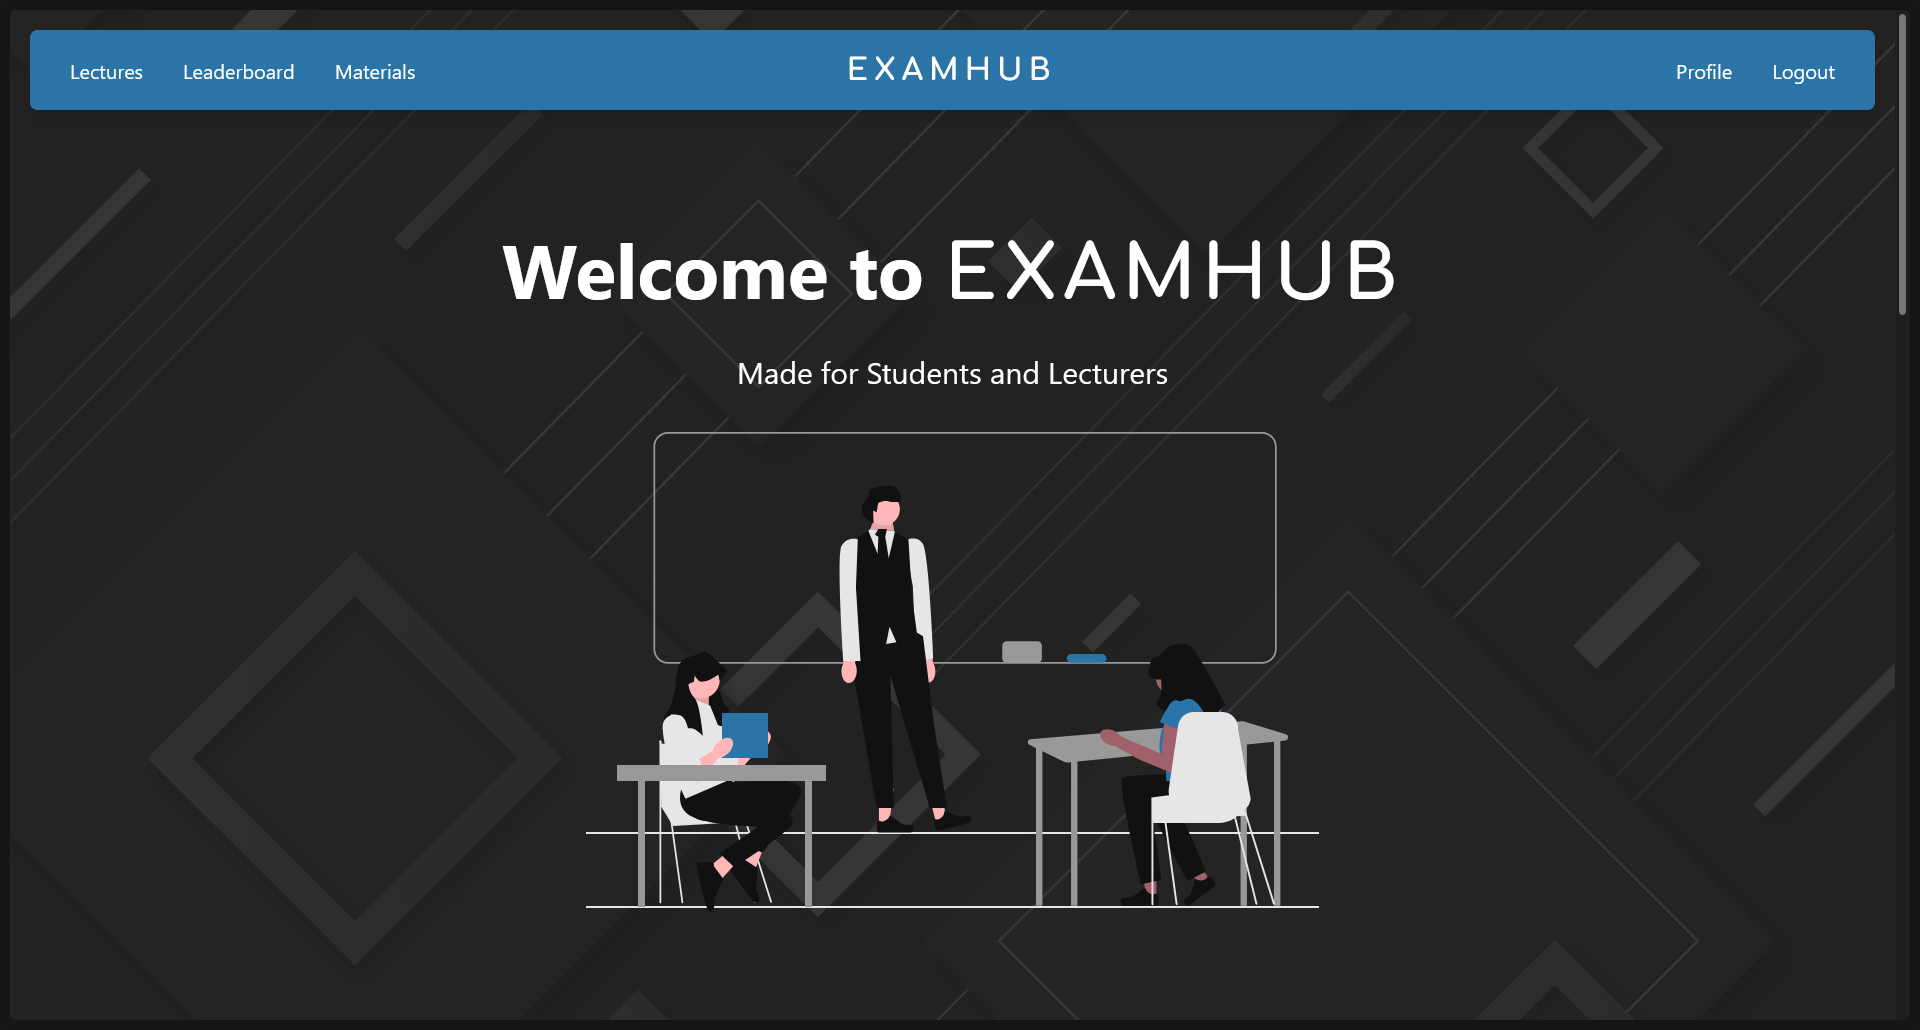 Lectures Leaderboard Materials EXAMHUB Profile Logout
Welcome to EXAMHUB
Made for Students and Lecturers